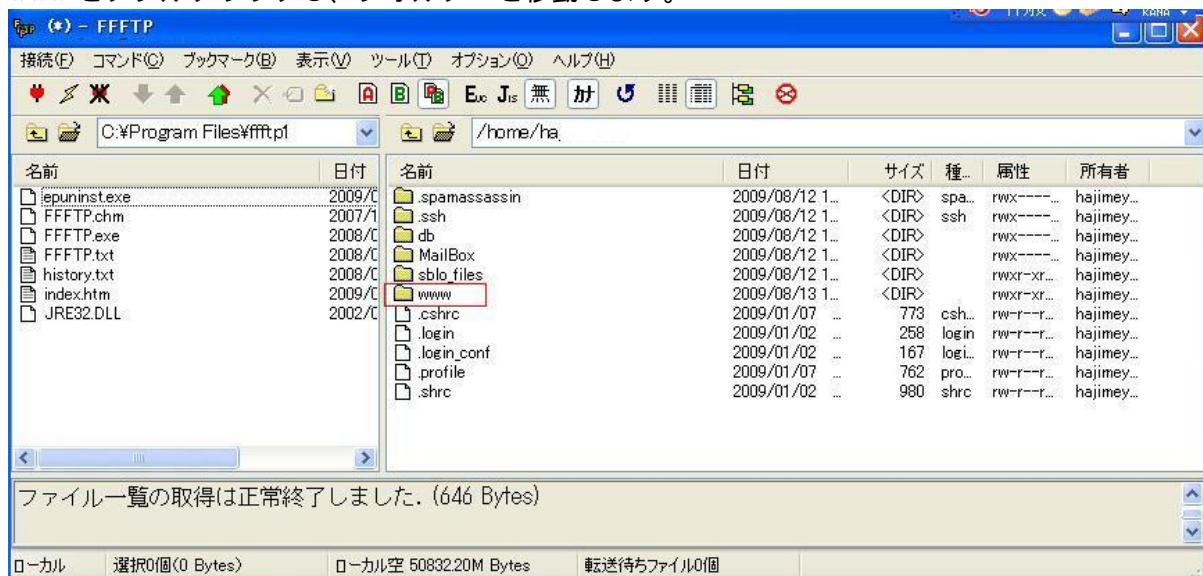 (*) - FFFTP
接続(F) コマンド(C) ブックマーク(B) 表示(V) ツール(T) オプション(O) ヘルプ(H)
A B Euc JIS 無 カナ
C:¥Program Files¥ffftp1 /home/ha
名前 日付 名前 日付 サイズ 種... 属性 所有者
epuninst.exe 2009/0 .spamassassin 2009/08/12 1... <DIR> spa... rwx----... hajimey...
FFFTP.chm 2007/1 .ssh 2009/08/12 1... <DIR> ssh rwx----... hajimey...
FFFTP.exe 2008/0 db 2009/08/12 1... <DIR> rwx----... hajimey...
FFFTP.txt 2008/0 MailBox 2009/08/12 1... <DIR> rwx----... hajimey...
history.txt 2008/0 sblo_files 2009/08/12 1... <DIR> rwxr-xr... hajimey...
index.htm 2009/0 www 2009/08/13 1... <DIR> rwxr-xr... hajimey...
JRE32.DLL 2002/0 .cshrc 2009/01/07 ... 773 csh... rw-r--r... hajimey...
.login 2009/01/02 ... 258 login rw-r--r... hajimey...
.login_conf 2009/01/02 ... 167 logi... rw-r--r... hajimey...
.profile 2009/01/07 ... 762 pro... rw-r--r... hajimey...
.shrc 2009/01/02 ... 980 shrc rw-r--r... hajimey...
ファイル一覧の取得は正常終了しました. (646 Bytes)
ローカル 選択0個(0 Bytes) ローカル空 50832.20M Bytes 転送待ちファイル0個